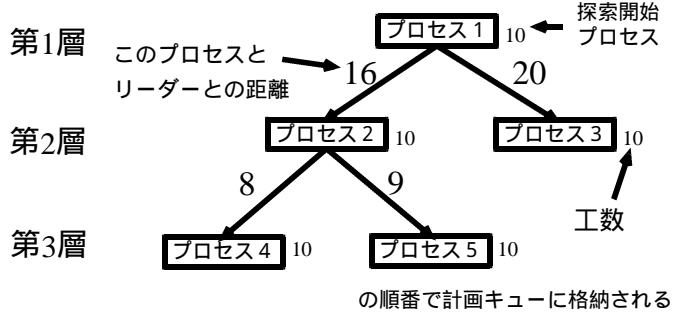 第1層
プロセス1
10
探索開始
プロセス
このプロセスと
リーダーとの距離
16
20
第2層
プロセス2
10
プロセス3
10
8
9
工数
第3層
プロセス4
10
プロセス5
10
の順番で計画キューに格納される